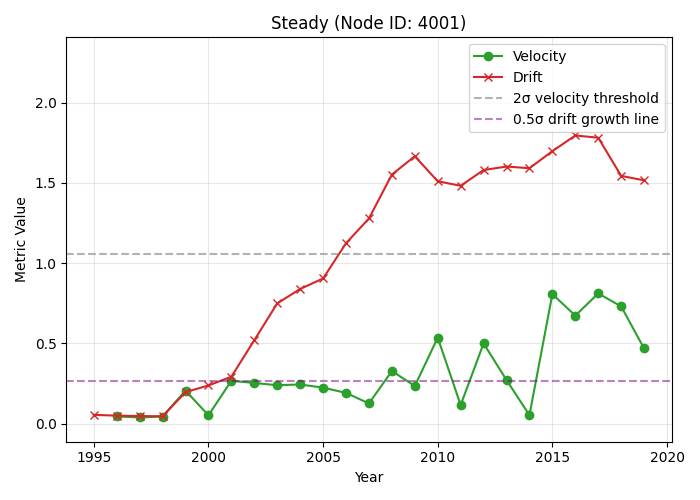 Steady (Node ID: 4001)
Velocity
Drift
2σ velocity threshold
0.5σ drift growth line
Metric Value
2.0
1.5
1.0
0.5
0.0
1995
2000
2005
2010
2015
2020
Year